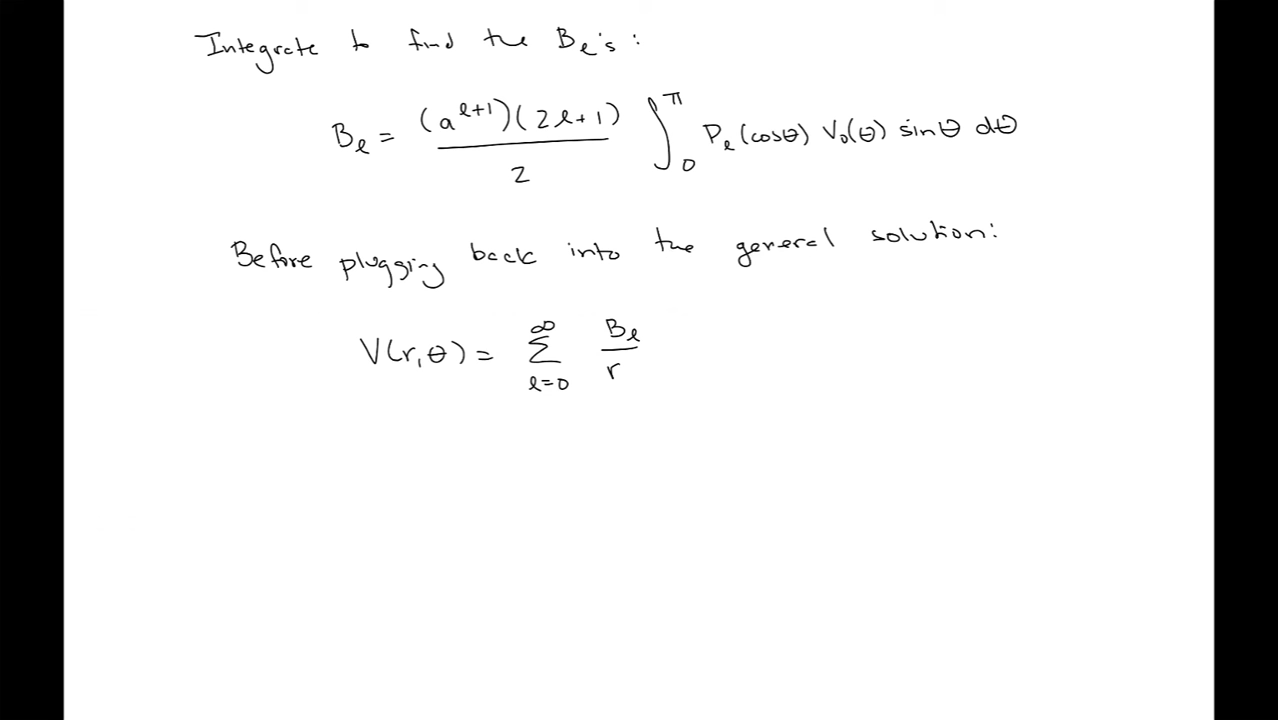 Integrate to find the Bₗ's :
Bₗ = (a^{ℓ+1})(2ℓ+1) / 2 ∫₀^π Pₗ(cosθ) V₀(θ) sinθ dθ
Before plugging back into the general solution:
V(r,θ) = ∑_{ℓ=0}^{∞} Bₗ / r